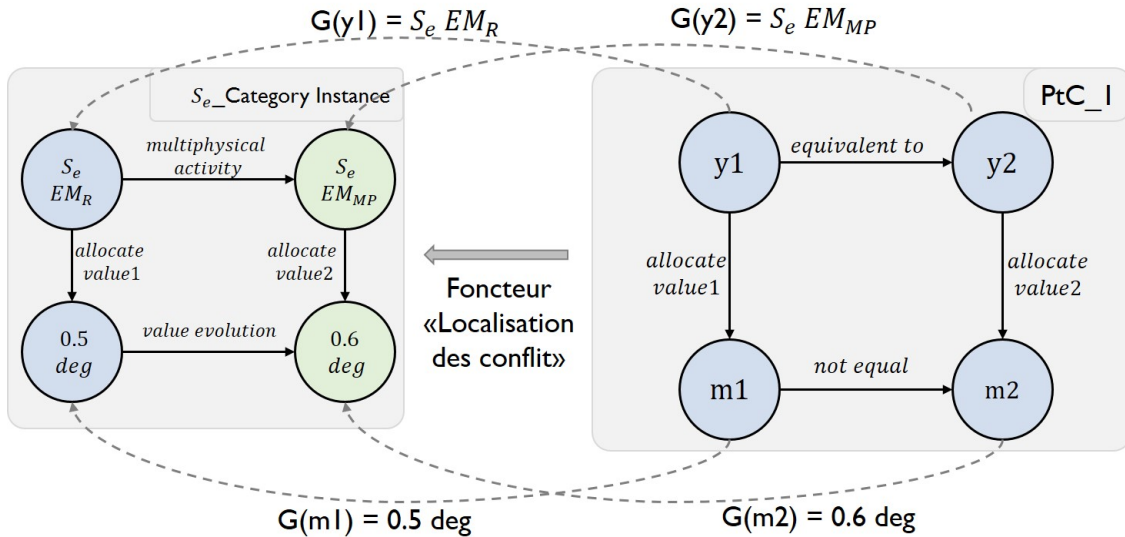 G(y1) = S_e EM_R
G(y2) = S_e EM_MP
S_e_Category Instance
PtC_1
S_e
EM_R
multiphysical
activity
S_e
EM_MP
y1
equivalent to
y2
allocate
value1
allocate
value2
Foncteur
«Localisation
des conflit»
allocate
value1
allocate
value2
0.5
deg
value evolution
0.6
deg
m1
not equal
m2
G(m1) = 0.5 deg
G(m2) = 0.6 deg